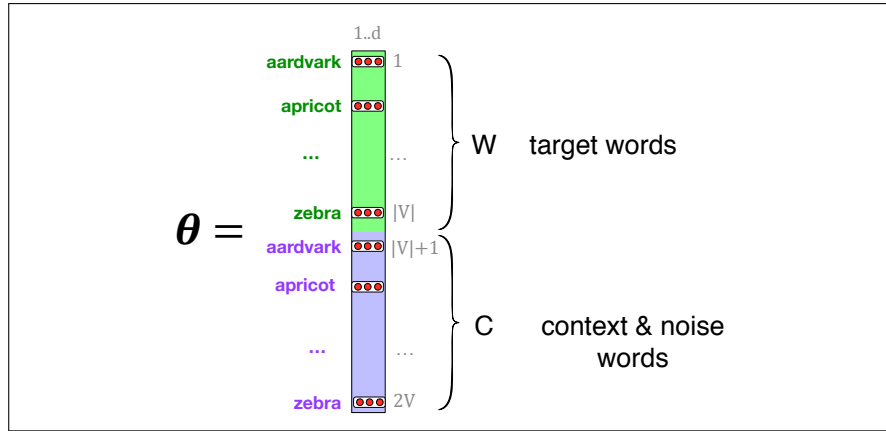 1..d
aardvark 1
apricot
... ...
W target words
zebra |V|
θ =
aardvark |V|+1
apricot
C context & noise
words
... ...
zebra 2V